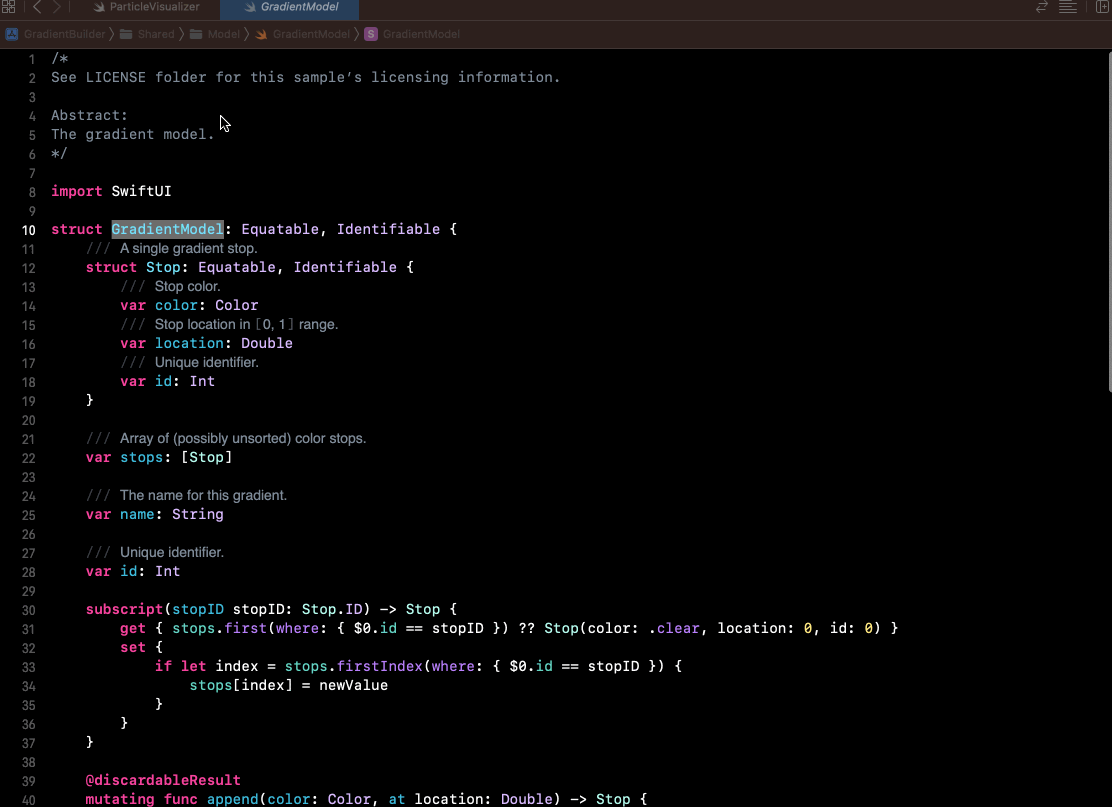 ParticleVisualizer GradientModel
GradientBuilder Shared Model GradientModel S GradientModel
1 /*
2 See LICENSE folder for this sample’s licensing information.
3
4 Abstract:
5 The gradient model.
6 */
7
8 import SwiftUI
9
10 struct GradientModel: Equatable, Identifiable {
11 /// A single gradient stop.
12 struct Stop: Equatable, Identifiable {
13 /// Stop color.
14 var color: Color
15 /// Stop location in [0, 1] range.
16 var location: Double
17 /// Unique identifier.
18 var id: Int
19 }
20
21 /// Array of (possibly unsorted) color stops.
22 var stops: [Stop]
23
24 /// The name for this gradient.
25 var name: String
26
27 /// Unique identifier.
28 var id: Int
29
30 subscript(stopID stopID: Stop.ID) -> Stop {
31 get { stops.first(where: { $0.id == stopID }) ?? Stop(color: .clear, location: 0, id: 0) }
32 set {
33 if let index = stops.firstIndex(where: { $0.id == stopID }) {
34 stops[index] = newValue
35 }
36 }
37 }
38
39 @discardableResult
40 mutating func append(color: Color, at location: Double) -> Stop {